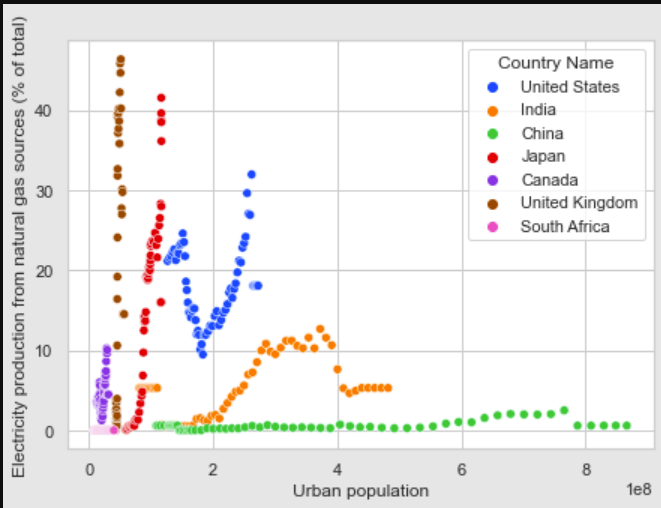 Electricity production from natural gas sources (% of total)
40
30
20
10
0
Country Name
United States
India
China
Japan
Canada
United Kingdom
South Africa
0
2
4
6
8
1e8
Urban population